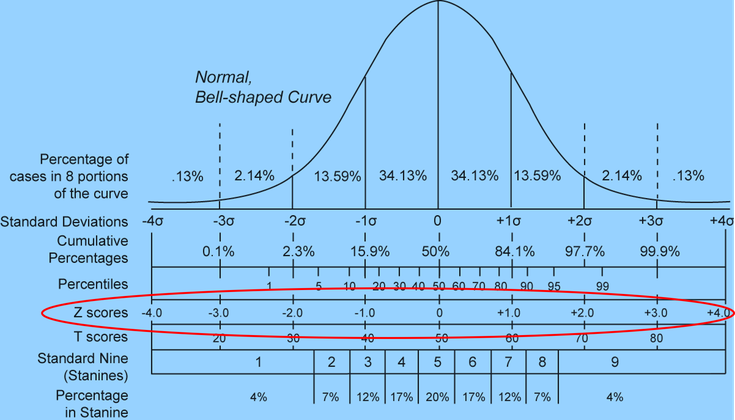 Normal,
Bell-shaped Curve
Percentage of
cases in 8 portions
of the curve
.13% 2.14% 13.59% 34.13% 34.13% 13.59% 2.14% .13%
Standard Deviations -4σ -3σ -2σ -1σ 0 +1σ +2σ +3σ +4σ
Cumulative
Percentages
0.1% 2.3% 15.9% 50% 84.1% 97.7% 99.9%
Percentiles 1 5 10 20 30 40 50 60 70 80 90 95 99
Z scores -4.0 -3.0 -2.0 -1.0 0 +1.0 +2.0 +3.0 +4.0
T scores 20 30 40 50 60 70 80
Standard Nine
(Stanines)
1 2 3 4 5 6 7 8 9
Percentage
in Stanine
4% 7% 12% 17% 20% 17% 12% 7% 4%